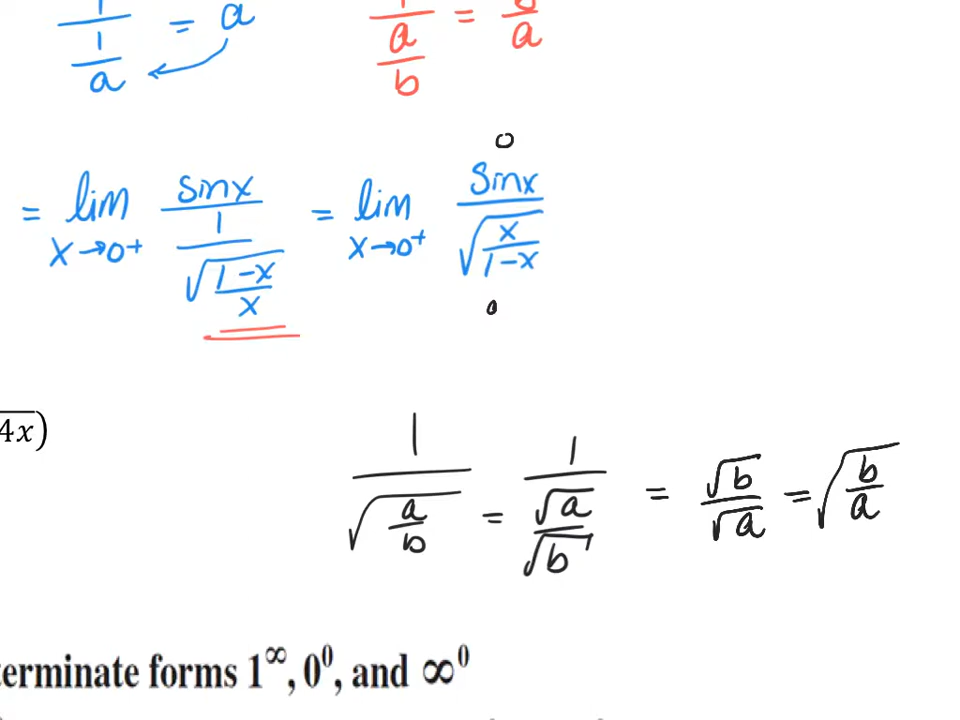 1/(1/a) = a    1/(a/b) = b/a
= lim x→0⁺ sinx/(1/√((1-x)/x)) = lim x→0⁺ sinx/√(x/(1-x))
0
0
4x)
1/√(a/b) = 1/(√a/√b) = √b/√a = √(b/a)
terminate forms 1^∞, 0^0, and ∞^0